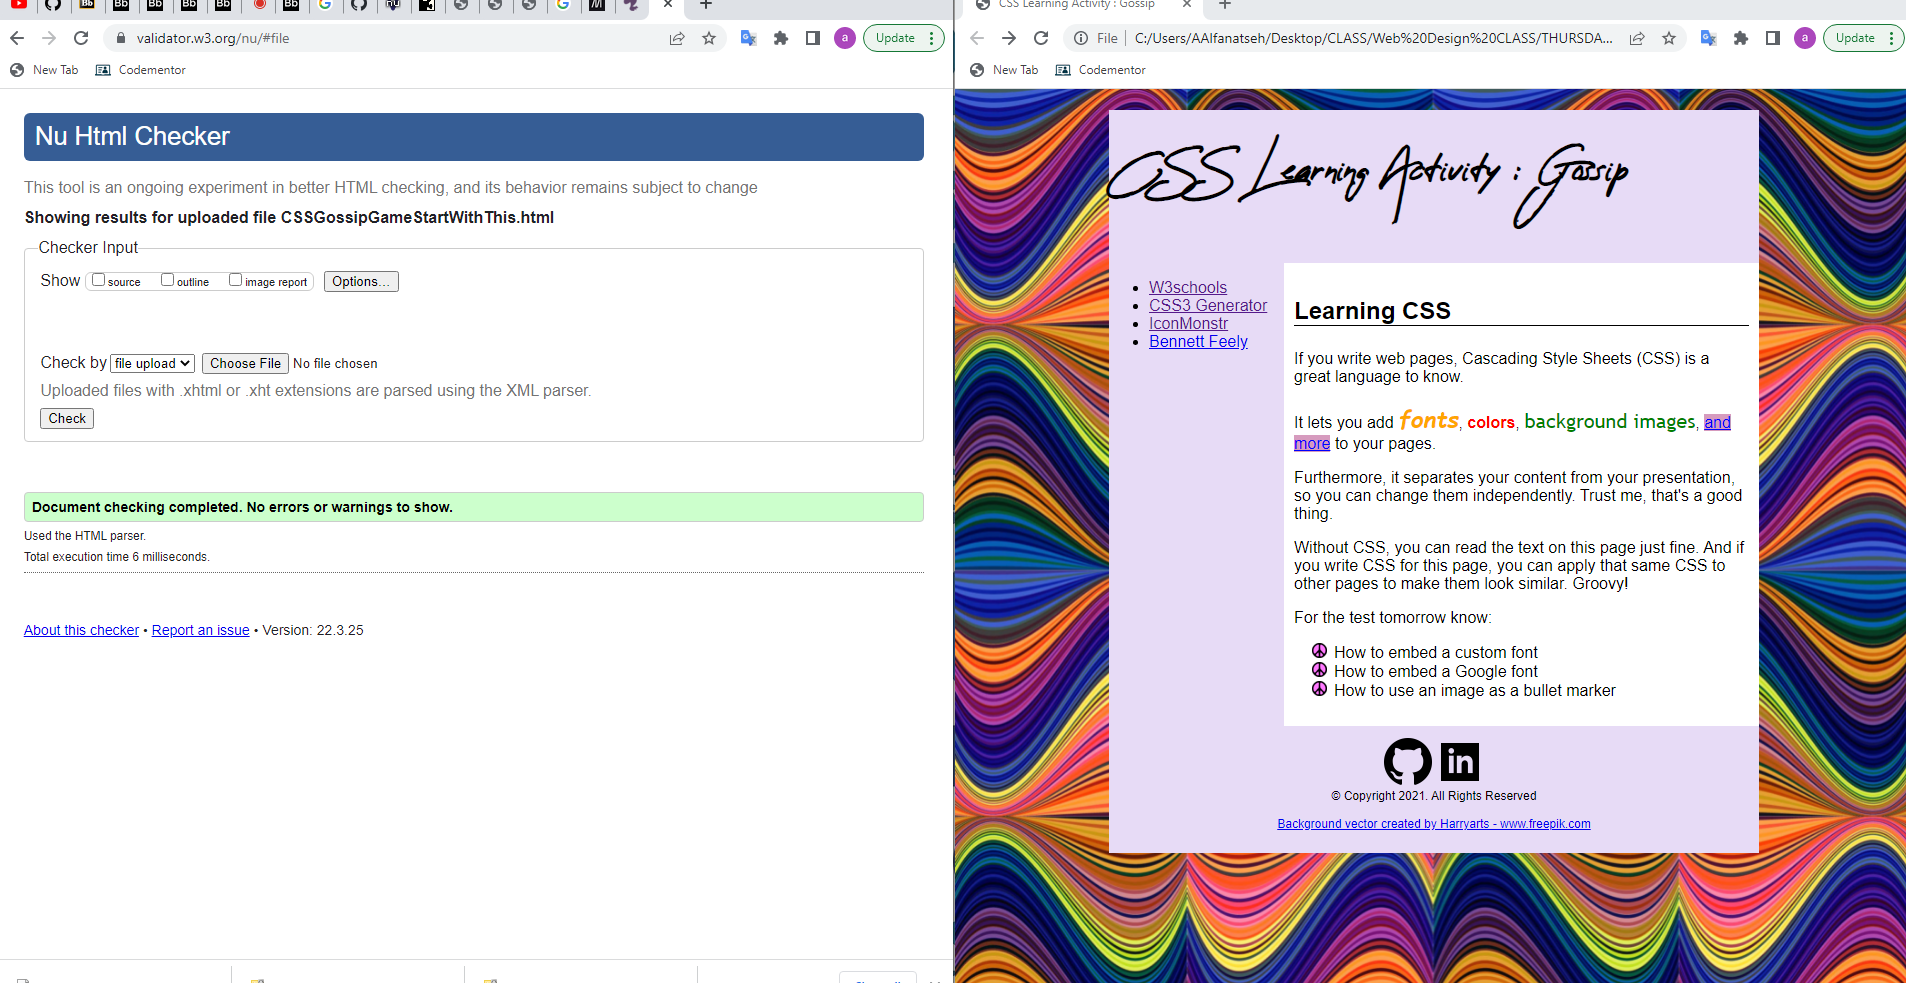 CSS Learning Activity : Gossip
validator.w3.org/nu/#file
a
Update
File
C:/Users/AAlfanatseh/Desktop/CLASS/Web%20Design%20CLASS/THURSDA...
a
Update
New Tab
Codementor
New Tab
Codementor
Nu Html Checker
This tool is an ongoing experiment in better HTML checking, and its behavior remains subject to change
Showing results for uploaded file CSSGossipGameStartWithThis.html
Checker Input
Show source outline image report Options...
Check by file upload Choose File No file chosen
Uploaded files with .xhtml or .xht extensions are parsed using the XML parser.
Check
Document checking completed. No errors or warnings to show.
Used the HTML parser.
Total execution time 6 milliseconds.
About this checker • Report an issue • Version: 22.3.25
CSS Learning Activity : Gossip
W3schools
CSS3 Generator
IconMonstr
Bennett Feely
Learning CSS
If you write web pages, Cascading Style Sheets (CSS) is a
great language to know.
It lets you add fonts, colors, background images, and
more to your pages.
Furthermore, it separates your content from your presentation,
so you can change them independently. Trust me, that's a good
thing.
Without CSS, you can read the text on this page just fine. And if
you write CSS for this page, you can apply that same CSS to
other pages to make them look similar. Groovy!
For the test tomorrow know:
How to embed a custom font
How to embed a Google font
How to use an image as a bullet marker
in
© Copyright 2021. All Rights Reserved
Background vector created by Harryarts - www.freepik.com